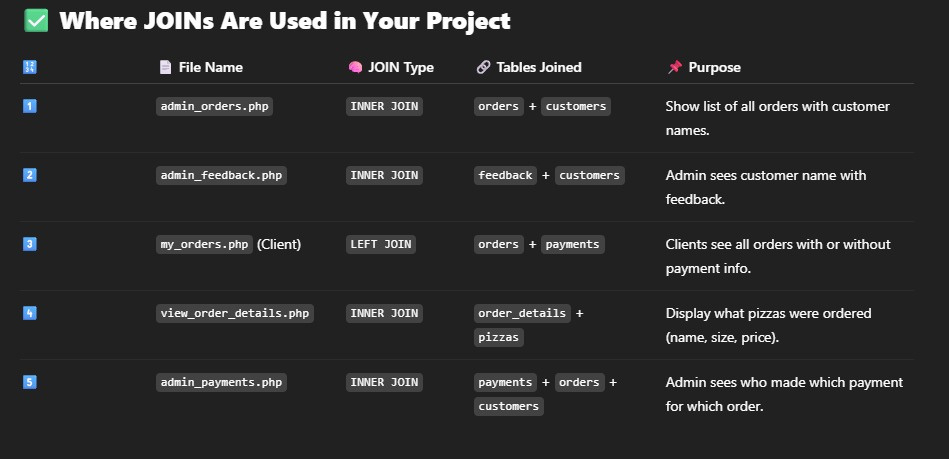 ✅ Where JOINs Are Used in Your Project
🔢 📄 File Name 🧠 JOIN Type 🔗 Tables Joined 📌 Purpose
1️⃣ admin_orders.php INNER JOIN orders + customers Show list of all orders with customer
names.
2️⃣ admin_feedback.php INNER JOIN feedback + customers Admin sees customer name with
feedback.
3️⃣ my_orders.php (Client) LEFT JOIN orders + payments Clients see all orders with or without
payment info.
4️⃣ view_order_details.php INNER JOIN order_details + Display what pizzas were ordered
pizzas (name, size, price).
5️⃣ admin_payments.php INNER JOIN payments + orders + Admin sees who made which payment
customers for which order.